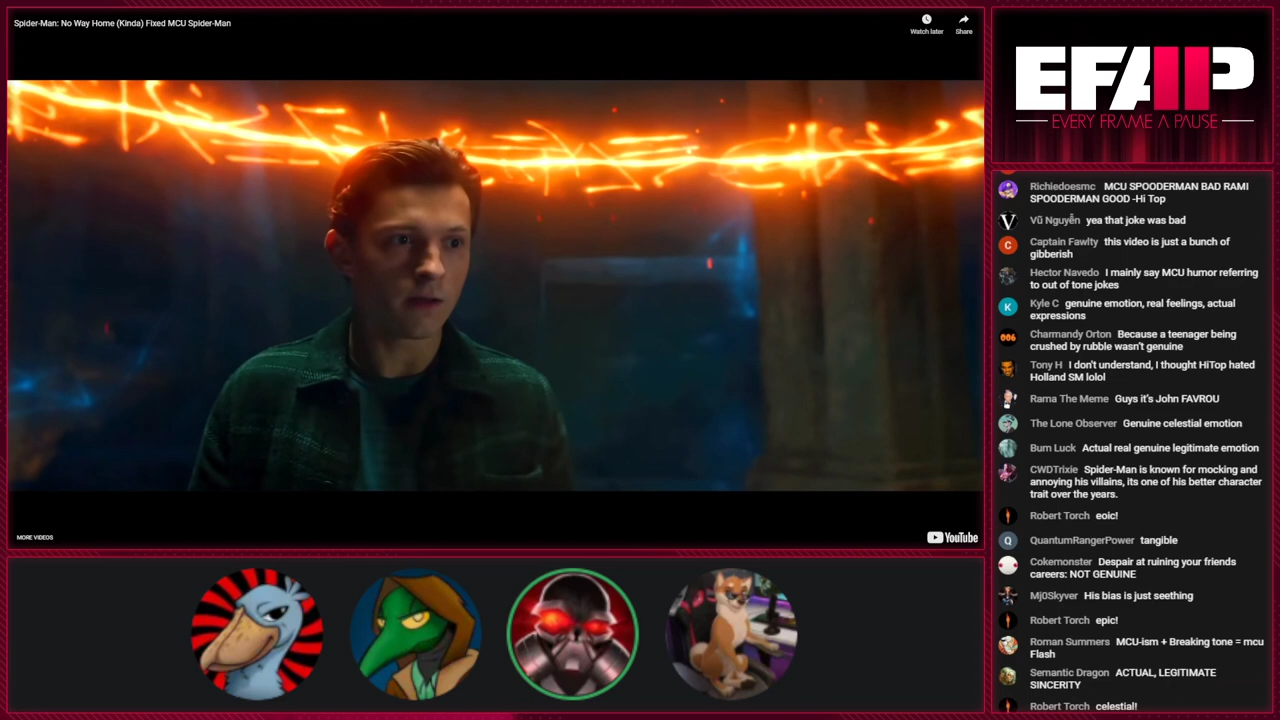 Spider-Man: No Way Home (Kinda) Fixed MCU Spider-Man
Watch later
Share
MORE VIDEOS
YouTube
EFAP
EVERY FRAME A PAUSE
Richiedoesmc MCU SPOODERMAN BAD RAMI
SPOODERMAN GOOD -Hi Top
V
Vũ Nguyễn yea that joke was bad
C
Captain Fawlty this video is just a bunch of
gibberish
Hector Navedo I mainly say MCU humor referring
to out of tone jokes
K
Kyle C genuine emotion, real feelings, actual
expressions
Charmandy Orton Because a teenager being
crushed by rubble wasn't genuine
Tony H I don't understand, I thought HiTop hated
Holland SM lolol
Rama The Meme Guys it's John FAVROU
The Lone Observer Genuine celestial emotion
Bum Luck Actual real genuine legitimate emotion
CWDTrixie Spider-Man is known for mocking and
annoying his villains, its one of his better character
trait over the years.
Robert Torch eoic!
Q
QuantumRangerPower tangible
Cokemonster Despair at ruining your friends
careers: NOT GENUINE
Mj0Skyver His bias is just seething
Robert Torch epic!
Roman Summers MCU-ism + Breaking tone = mcu
Flash
Semantic Dragon ACTUAL, LEGITIMATE
SINCERITY
Robert Torch celestial!